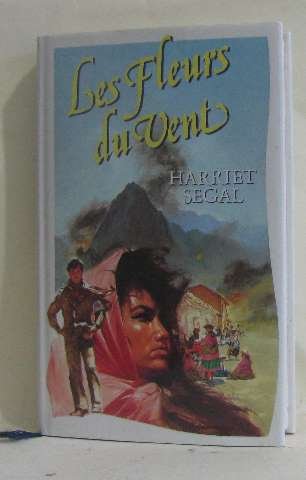 Les Fleurs
du Vent
HARRIET
SEGAL